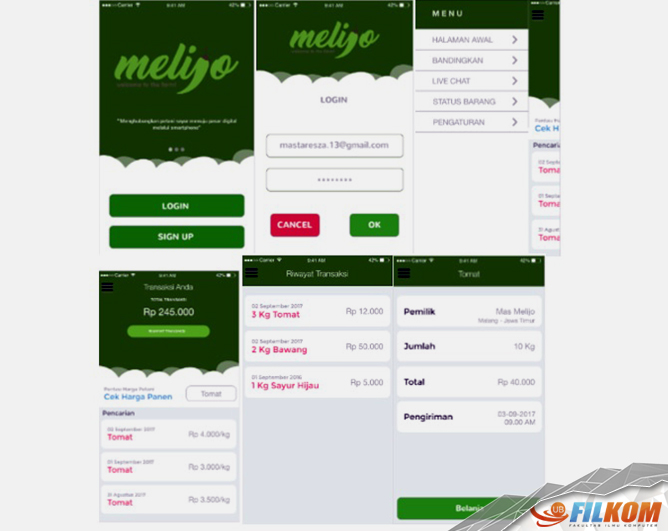 Carrier 9:41 AM 42%
melijo
welcome to the farm!
"Menghubungkan petani sayur menuju pasar digital
melalui smartphone"
LOGIN
SIGN UP
Carrier 9:41 AM 42%
melijo
LOGIN
mastaresza.13@gmail.com
CANCEL
OK
MENU
HALAMAN AWAL
BANDINGKAN
LIVE CHAT
STATUS BARANG
PENGATURAN
Cek H
Pencaria
02 Septe
Toma
01 Septe
Toma
31 Agust
Toma
Carrier 9:41 AM 42%
Transaksi Anda
TOTAL TRANSAKSI
Rp 245.000
Pantau Harga Petani
Cek Harga Panen
Tomat
Pencarian
02 September 2017
Tomat
Rp 4.000/kg
01 September 2017
Tomat
Rp 3.000/kg
31 Agustus 2017
Tomat
Rp 3.500/kg
Carrier 9:41 AM 42%
Riwayat Transaksi
02 September 2017
3 Kg Tomat
Rp 12.000
02 September 2017
2 Kg Bawang
Rp 50.000
01 September 2016
1 Kg Sayur Hijau
Rp 5.000
Carrier 9:41 AM 42%
Tomat
Pemilik
Mas Melijo
Malang - Jawa Timur
Jumlah
10 Kg
Total
Rp 40.000
Pengiriman
03-09-2017
09.00 AM
Belanja
UB FILKOM
FAKULTAS ILMU KOMPUTER